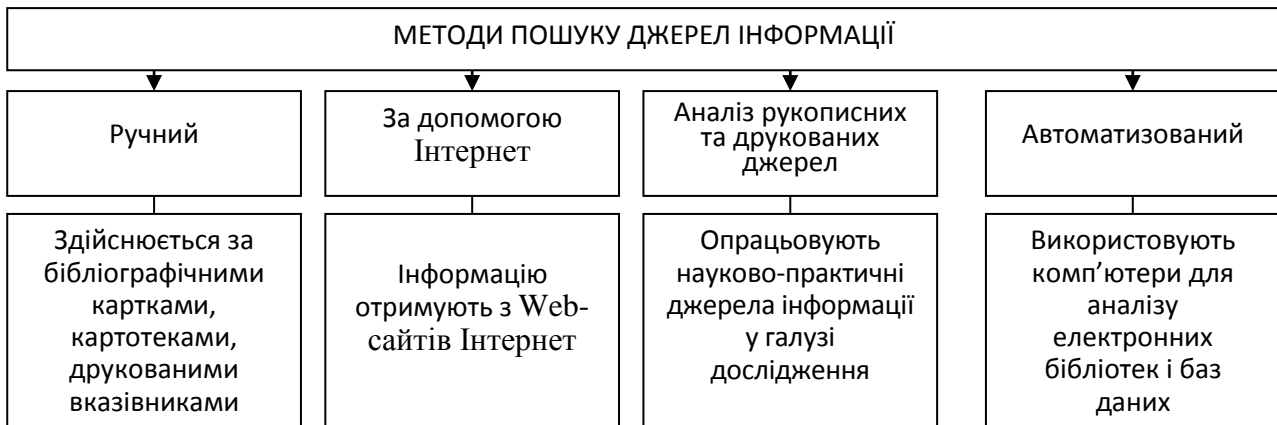 МЕТОДИ ПОШУКУ ДЖЕРЕЛ ІНФОРМАЦІЇ
Ручний
За допомогою
Інтернет
Аналіз рукописних
та друкованих
джерел
Автоматизований
Здійснюється за
бібліографічними
картками,
картотеками,
друкованими
вказівниками
Інформацію
отримують з Web-
сайтів Інтернет
Опрацьовують
науково-практичні
джерела інформації
у галузі
дослідження
Використовують
комп’ютери для
аналізу
електронних
бібліотек і баз
даних